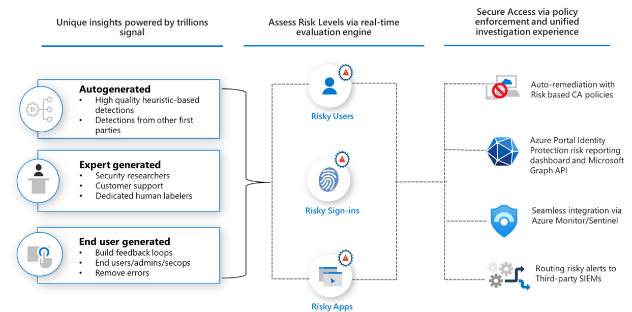 Unique insights powered by trillions
signal
Assess Risk Levels via real-time
evaluation engine
Secure Access via policy
enforcement and unified
investigation experience
Autogenerated
• High quality heuristic-based
detections
• Detections from other first
parties
Expert generated
• Security researchers
• Customer support
• Dedicated human labelers
End user generated
• Build feedback loops
• End users/admins/secops
• Remove errors
Risky Users
Risky Sign-ins
Risky Apps
Auto-remediation with
Risk based CA policies
Azure Portal Identity
Protection risk reporting
dashboard and Microsoft
Graph API
Seamless integration via
Azure Monitor/Sentinel
Routing risky alerts to
Third-party SIEMs